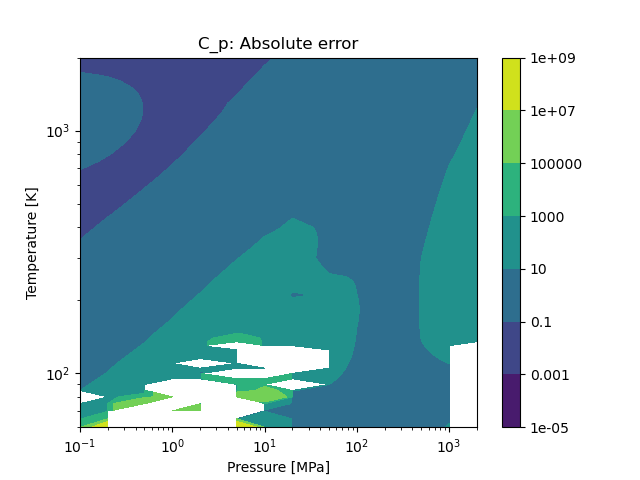 C_p: Absolute error
1e+09
1e+07
100000
1000
10
0.1
0.001
1e-05
Temperature [K]
10³
10²
10⁻¹ 10⁰ 10¹ 10² 10³
Pressure [MPa]